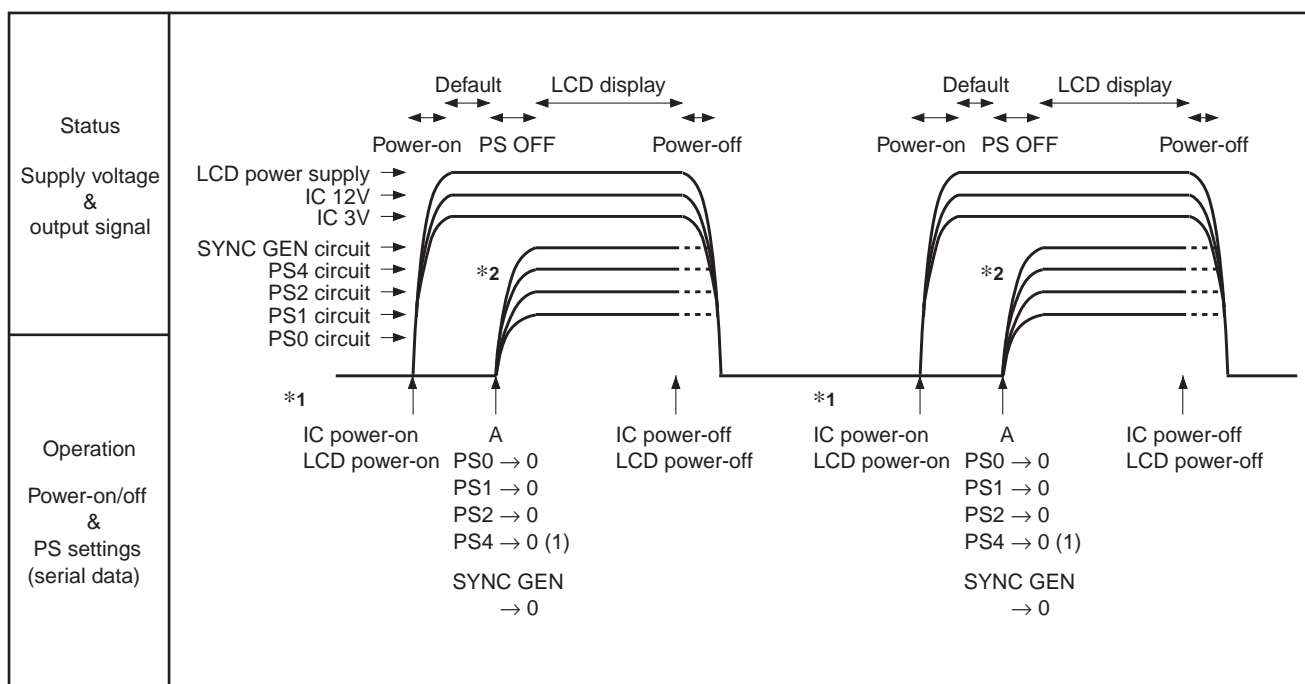 Status
Supply voltage
&
output signal
Operation
Power-on/off
&
PS settings
(serial data)
Default LCD display Default LCD display
Power-on PS OFF Power-off Power-on PS OFF Power-off
LCD power supply
IC 12V
IC 3V
SYNC GEN circuit
PS4 circuit
PS2 circuit
PS1 circuit
PS0 circuit
*2 *2
*1 *1
IC power-on A IC power-off IC power-on A IC power-off
LCD power-on LCD power-off LCD power-on LCD power-off
PS0 → 0 PS0 → 0
PS1 → 0 PS1 → 0
PS2 → 0 PS2 → 0
PS4 → 0 (1) PS4 → 0 (1)
SYNC GEN SYNC GEN
→ 0 → 0